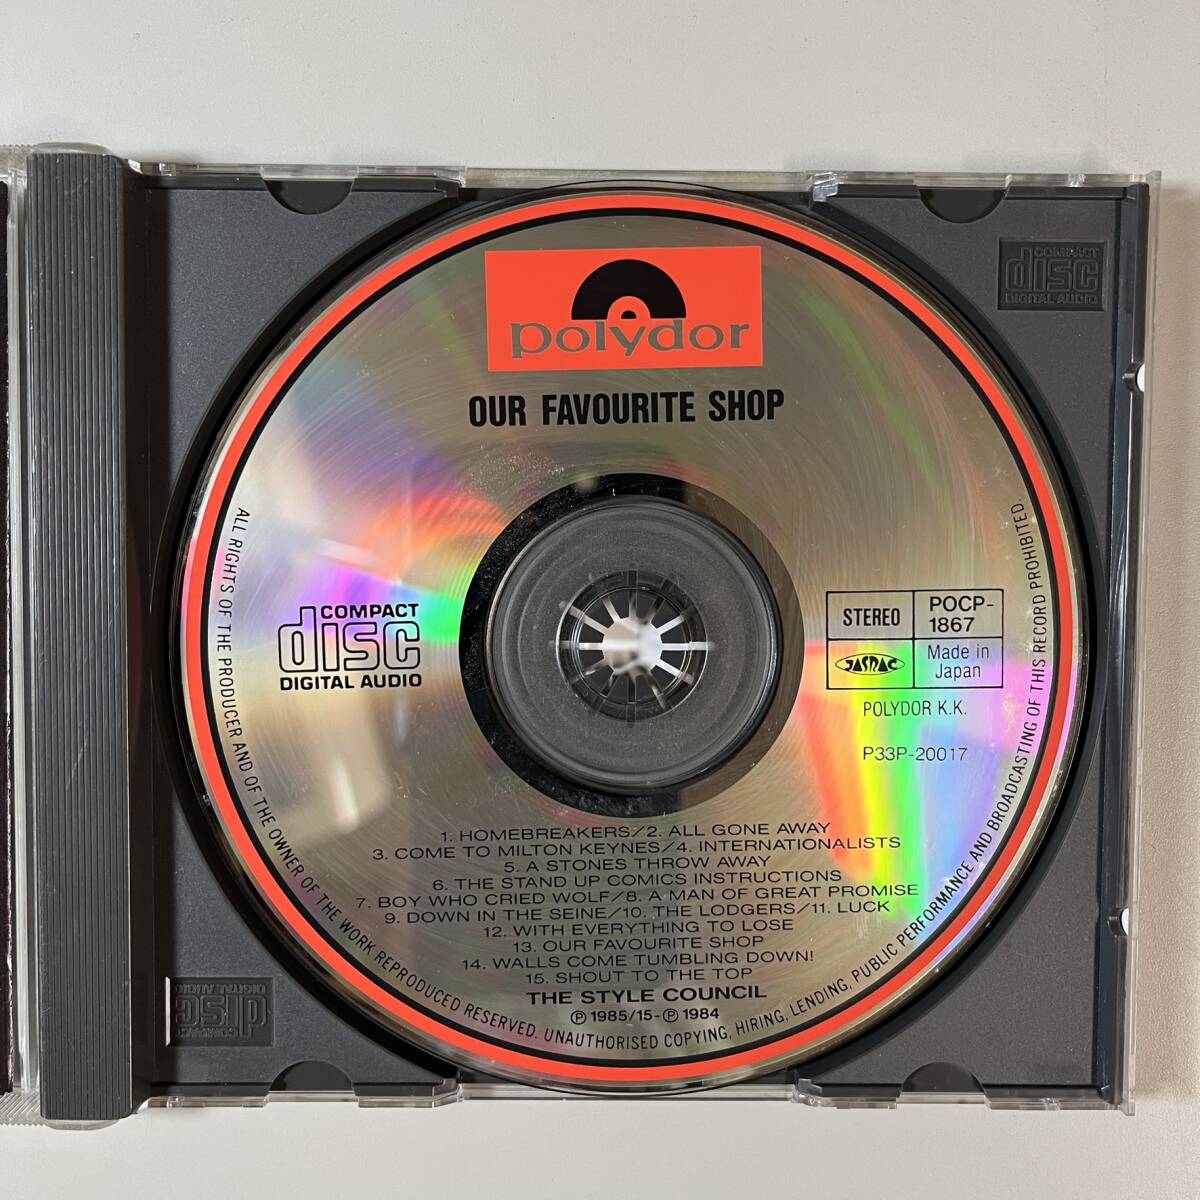 polydor
OUR FAVOURITE SHOP
COMPACT
disc
DIGITAL AUDIO
STEREO
POCP-
1867
JASRAC
Made in
Japan
POLYDOR K.K.
P33P-20017
1. HOMEBREAKERS/2. ALL GONE AWAY
3. COME TO MILTON KEYNES/4. INTERNATIONALISTS
5. A STONES THROW AWAY
6. THE STAND UP COMICS INSTRUCTIONS
7. BOY WHO CRIED WOLF/8. A MAN OF GREAT PROMISE
9. DOWN IN THE SEINE/10. THE LODGERS/11. LUCK
12. WITH EVERYTHING TO LOSE
13. OUR FAVOURITE SHOP
14. WALLS COME TUMBLING DOWN!
15. SHOUT TO THE TOP
THE STYLE COUNCIL
℗ 1985/15-℗ 1984
ALL RIGHTS OF THE PRODUCER AND OF THE OWNER OF THE WORK REPRODUCED RESERVED. UNAUTHORISED COPYING, HIRING, LENDING, PUBLIC PERFORMANCE AND BROADCASTING OF THIS RECORD PROHIBITED.
COMPACT
disc
DIGITAL AUDIO
COMPACT
disc
DIGITAL AUDIO